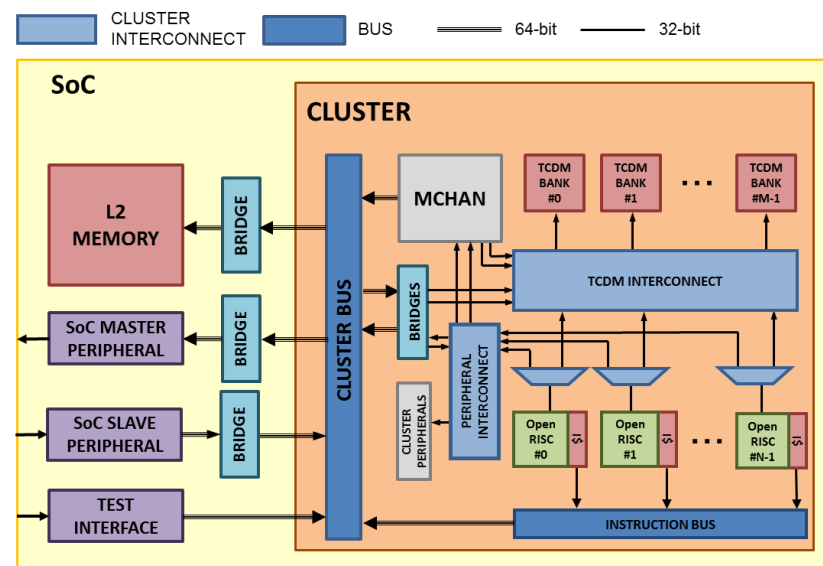 CLUSTER
INTERCONNECT
BUS
64-bit
32-bit
SoC
CLUSTER
L2
MEMORY
BRIDGE
CLUSTER BUS
MCHAN
TCDM
BANK
#0
TCDM
BANK
#1
...
TCDM
BANK
#M-1
TCDM INTERCONNECT
BRIDGES
SoC MASTER
PERIPHERAL
BRIDGE
PERIPHERAL
INTERCONNECT
SoC SLAVE
PERIPHERAL
BRIDGE
CLUSTER
PERIPHERALS
Open
RISC
#0
I$
Open
RISC
#1
I$
...
Open
RISC
#N-1
I$
TEST
INTERFACE
INSTRUCTION BUS